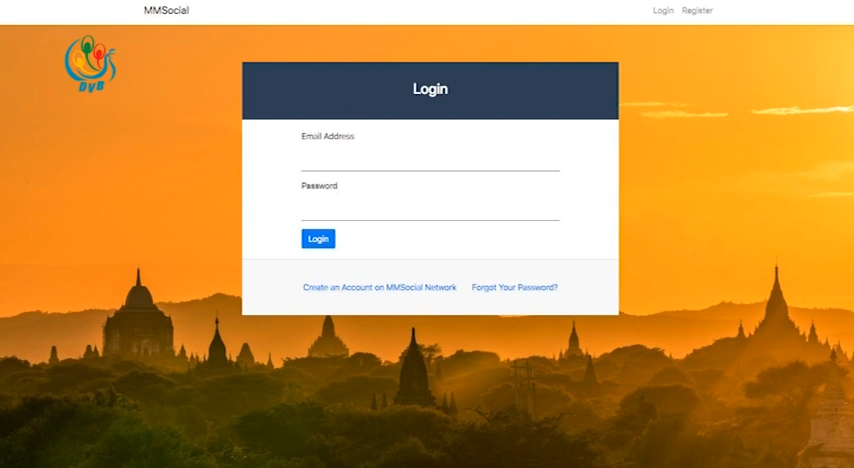 MMSocial
Login Register
DVB
Login
Email Address
Password
Login
Create an Account on MMSocial Network Forgot Your Password?